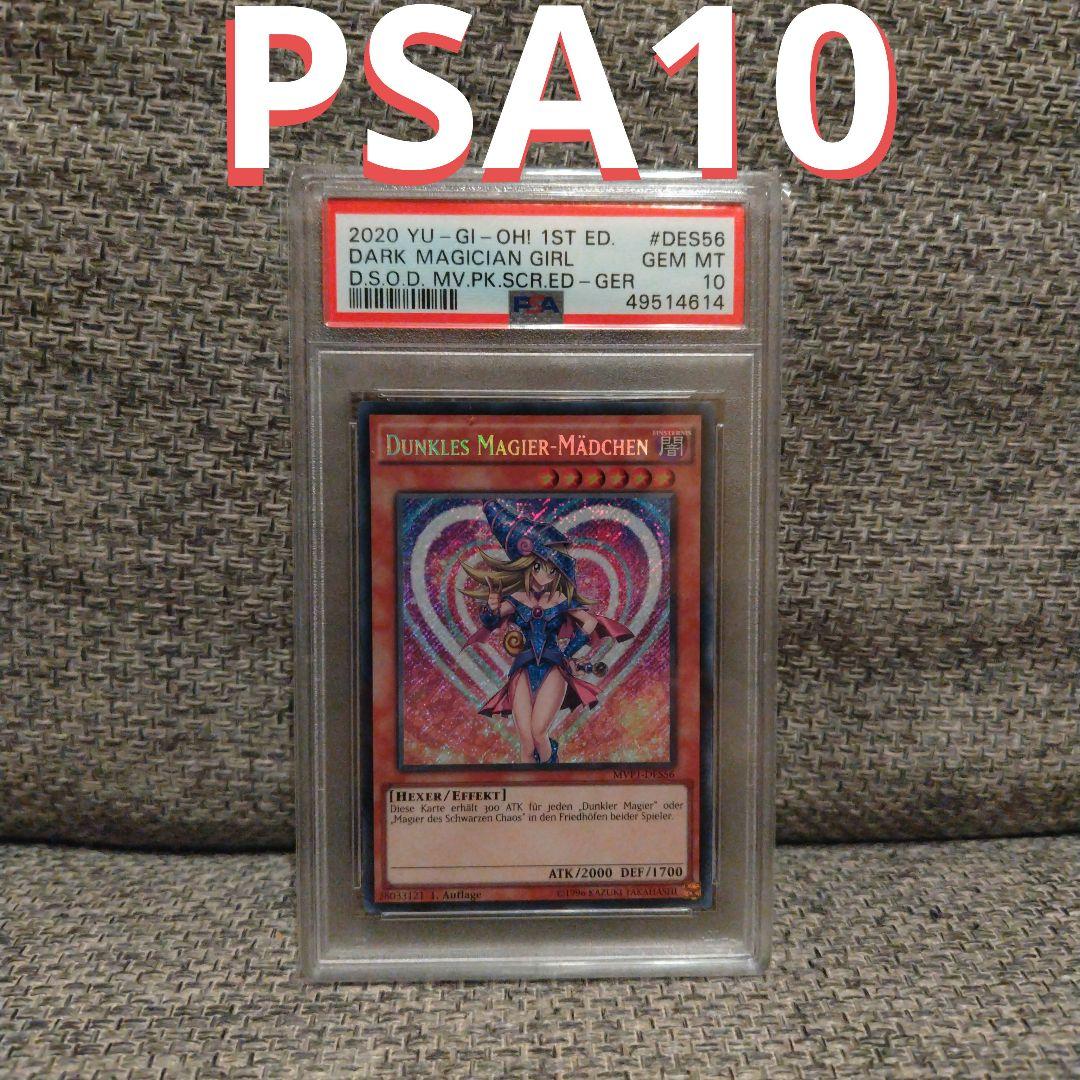 PSA10
2020 YU-GI-OH! 1ST ED. #DES56
DARK MAGICIAN GIRL GEM MT
D.S.O.D. MV.PK.SCR.ED-GER 10
49514614
PSA
DUNKLES MAGIER-MÄDCHEN
FINSTERNIS
闇
MVP1-DES56
[HEXER/EFFEKT]
Diese Karte erhält 300 ATK für jeden „Dunkler Magier" oder
„Magier des Schwarzen Chaos" in den Friedhöfen beider Spieler.
ATK/2000 DEF/1700
38033121 1. Auflage ©1996 KAZUKI TAKAHASHI